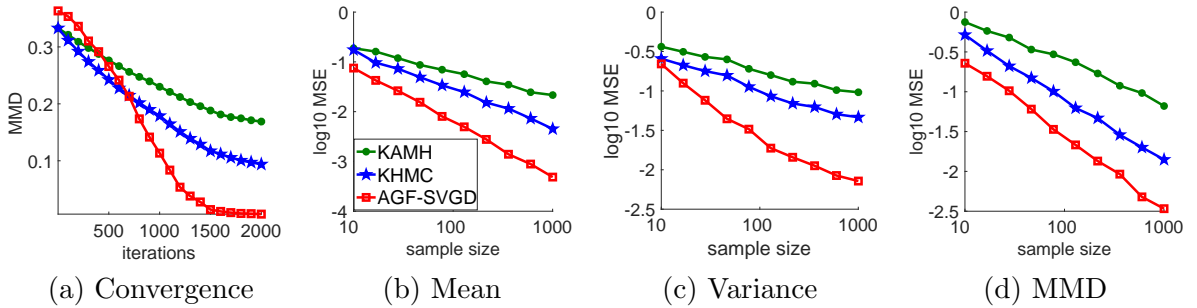 MMD
0.3
0.2
0.1
500
1000
1500
2000
iterations
(a) Convergence
log10 MSE
0
-1
-2
-3
-4
KAMH
KHMC
AGF-SVGD
10
100
1000
sample size
(b) Mean
log10 MSE
0
-0.5
-1
-1.5
-2
-2.5
10
100
1000
sample size
(c) Variance
log10 MSE
0
-0.5
-1
-1.5
-2
-2.5
10
100
1000
sample size
(d) MMD